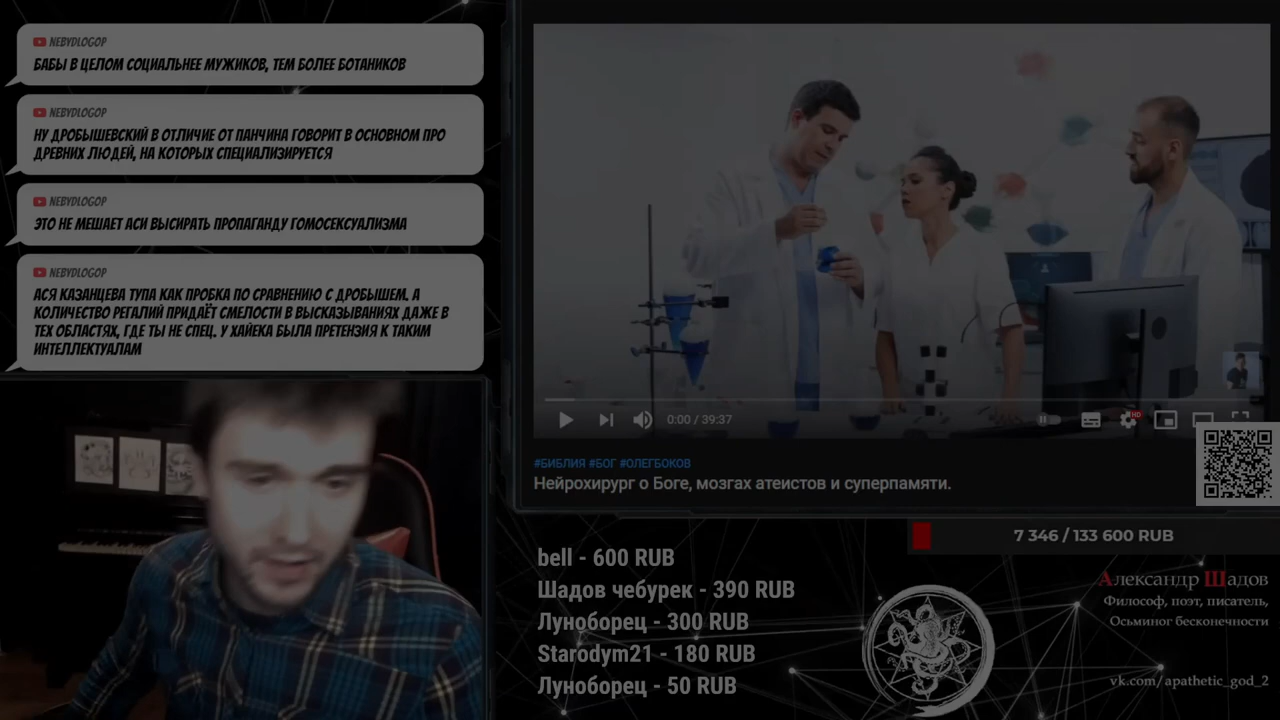 NEBYDLOGOP
БАБЫ В ЦЕЛОМ СОЦИАЛЬНЕЕ МУЖИКОВ, ТЕМ БОЛЕЕ БОТАНИКОВ
NEBYDLOGOP
НУ ДРОБЫШЕВСКИЙ В ОТЛИЧИЕ ОТ ПАНЧИНА ГОВОРИТ В ОСНОВНОМ ПРО
ДРЕВНИХ ЛЮДЕЙ, НА КОТОРЫХ СПЕЦИАЛИЗИРУЕТСЯ
NEBYDLOGOP
ЭТО НЕ МЕШАЕТ АСИ ВЫСИРАТЬ ПРОПАГАНДУ ГОМОСЕКСУАЛИЗМА
NEBYDLOGOP
АСЯ КАЗАНЦЕВА ТУПА КАК ПРОБКА ПО СРАВНЕНИЮ С ДРОБЫШЕМ. А
КОЛИЧЕСТВО РЕГАЛИЙ ПРИДАЁТ СМЕЛОСТИ В ВЫСКАЗЫВАНИЯХ ДАЖЕ В
ТЕХ ОБЛАСТЯХ, ГДЕ ТЫ НЕ СПЕЦ. У ХАЙЕКА БЫЛА ПРЕТЕНЗИЯ К ТАКИМ
ИНТЕЛЛЕКТУАЛАМ
0:00 / 39:37
HD
#БИБЛИЯ #БОГ #ОЛЕГБОКОВ
Нейрохирург о Боге, мозгах атеистов и суперпамяти.
7 346 / 133 600 RUB
bell - 600 RUB
Шадов чебурек - 390 RUB
Луноборец - 300 RUB
Starodym21 - 180 RUB
Луноборец - 50 RUB
Александр Шадов
Философ, поэт, писатель,
Осьминог бесконечности
vk.com/apathetic_god_2